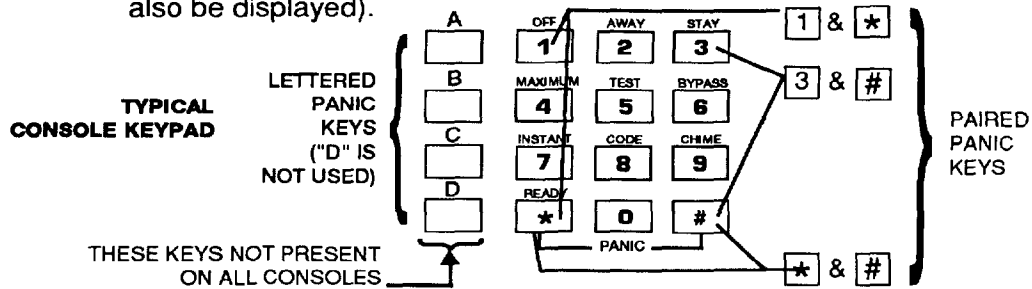 also be displayed).
A OFF AWAY STAY
1 2 3
1 & *
B MAXIMUM TEST BYPASS
4 5 6
3 & #
C INSTANT CODE CHIME
7 8 9
D READY
* 0 #
PANIC
* & #
LETTERED
PANIC
KEYS
("D" IS
NOT USED)
TYPICAL
CONSOLE KEYPAD
PAIRED
PANIC
KEYS
THESE KEYS NOT PRESENT
ON ALL CONSOLES